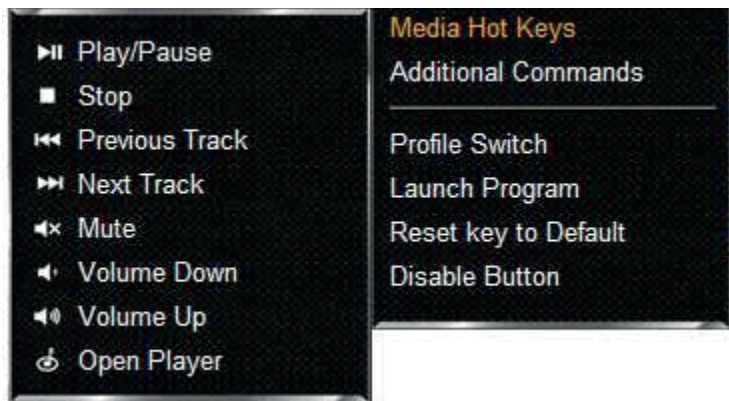 Play/Pause
Stop
Previous Track
Next Track
Mute
Volume Down
Volume Up
Open Player
Media Hot Keys
Additional Commands
Profile Switch
Launch Program
Reset key to Default
Disable Button